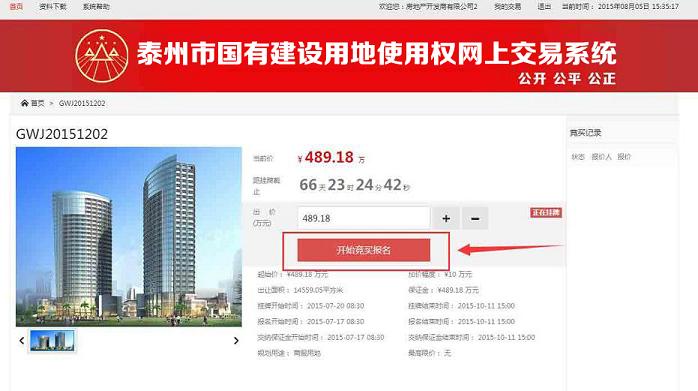 首页 资料下载 系统帮助 欢迎您：房地产开发商有限公司2 我的交易 退出 当前时间：2015年08月05日 15:35:17
泰州市国有建设用地使用权网上交易系统
公开 公平 公正
首页 > GWJ20151202
GWJ20151202
竞买记录
状态 报价人 报价
当前价 ¥ 489.18 万
距挂牌截止 66天23时24分42秒
出 价 (万元) 489.18 + −
正在挂牌
开始竞买报名
起始价：¥489.18 万元 加价幅度：¥10 万元
出让面积：14559.05平方米 保证金：¥489.18 万元
挂牌开始时间：2015-07-20 08:30 挂牌结束时间：2015-10-11 15:00
报名开始时间：2015-07-17 08:30 报名结束时间：2015-10-11 15:00
交纳保证金开始时间：2015-07-17 08:30 交纳保证金结束时间：2015-10-11 15:00
规划用途：商服用地 最高限价：无